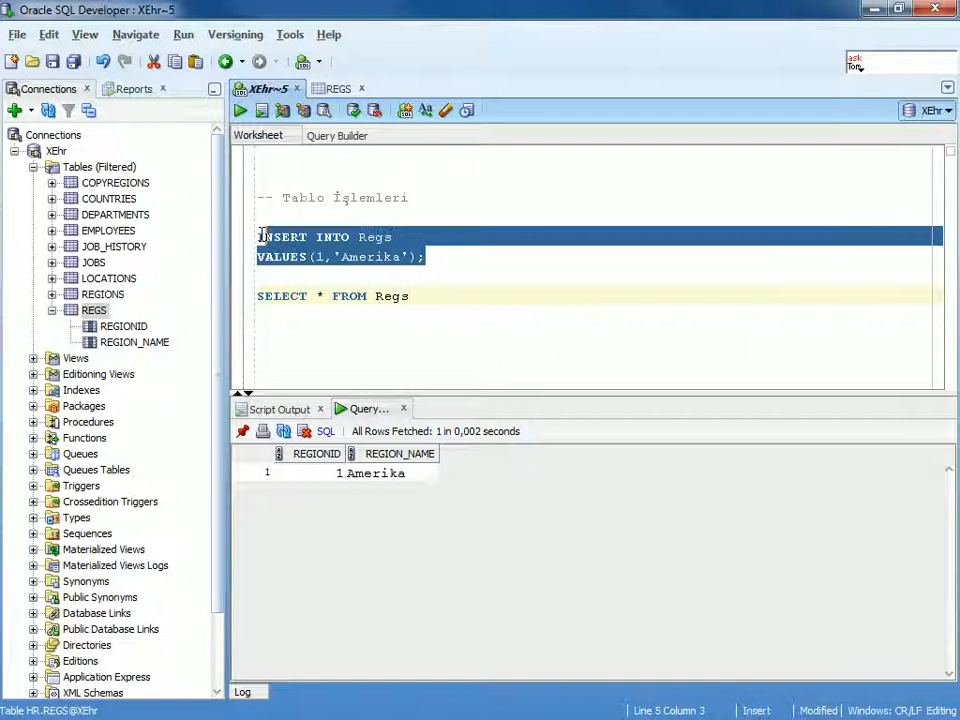 Oracle SQL Developer : XEhr~5
File Edit View Navigate Run Versioning Tools Help
ask
Tom
Connections Reports XEhr~5 REGS
XEhr
Worksheet Query Builder
Connections
XEhr
Tables (Filtered)
COPYREGIONS
COUNTRIES
DEPARTMENTS
EMPLOYEES
JOB_HISTORY
JOBS
LOCATIONS
REGIONS
REGS
REGIONID
REGION_NAME
Views
Editioning Views
Indexes
Packages
Procedures
Functions
Queues
Queues Tables
Triggers
Crossedition Triggers
Types
Sequences
Materialized Views
Materialized Views Logs
Synonyms
Public Synonyms
Database Links
Public Database Links
Directories
Editions
Application Express
XML Schemas
-- Tablo İşlemleri
INSERT INTO Regs
VALUES(1,'Amerika');
SELECT * FROM Regs
Script Output Query...
SQL All Rows Fetched: 1 in 0,002 seconds
REGIONID REGION_NAME
1 1 Amerika
Log
Table HR.REGS@XEhr Line 5 Column 3 Insert Modified Windows: CR/LF Editing